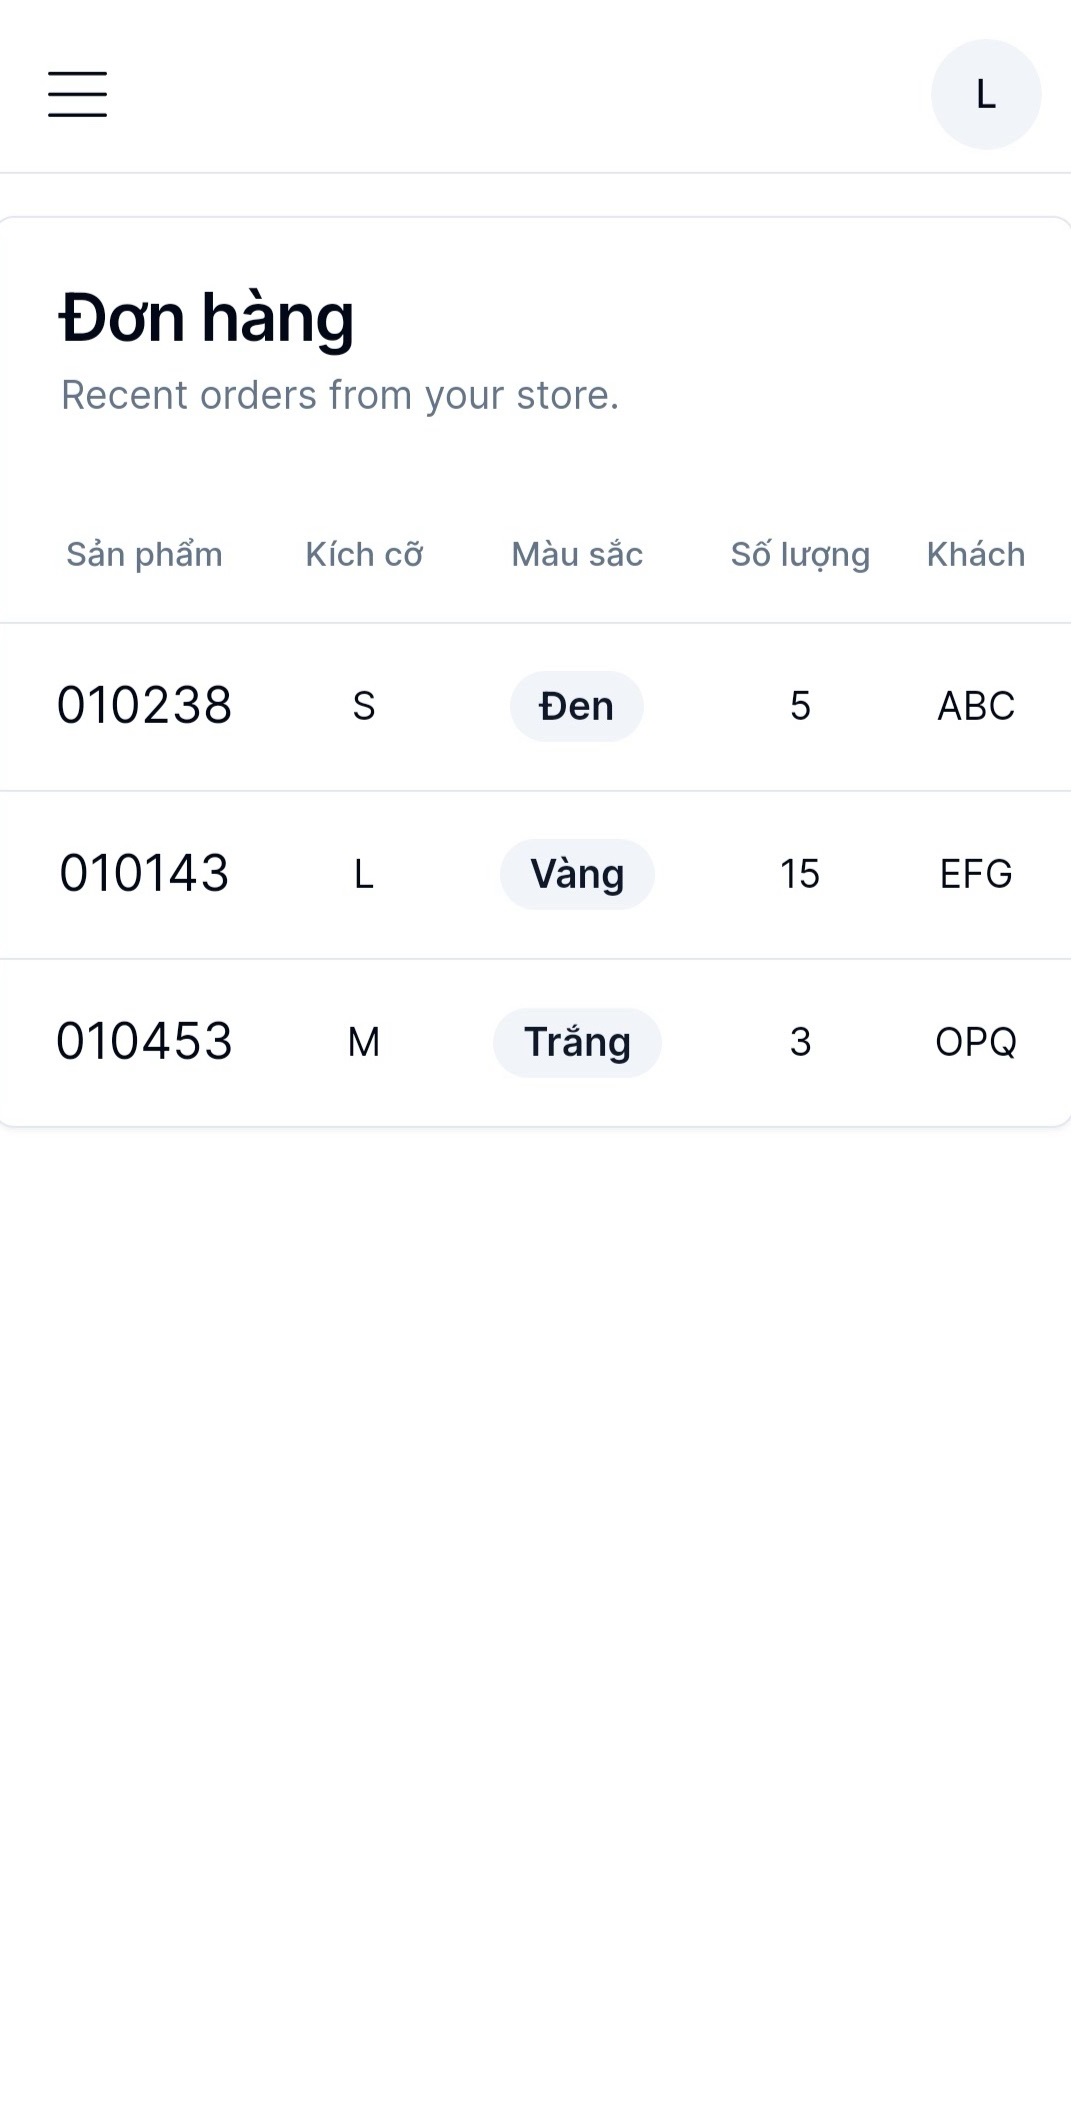 L
Đơn hàng
Recent orders from your store.
Sản phẩm Kích cỡ Màu sắc Số lượng Khách
010238 S Đen 5 ABC
010143 L Vàng 15 EFG
010453 M Trắng 3 OPQ